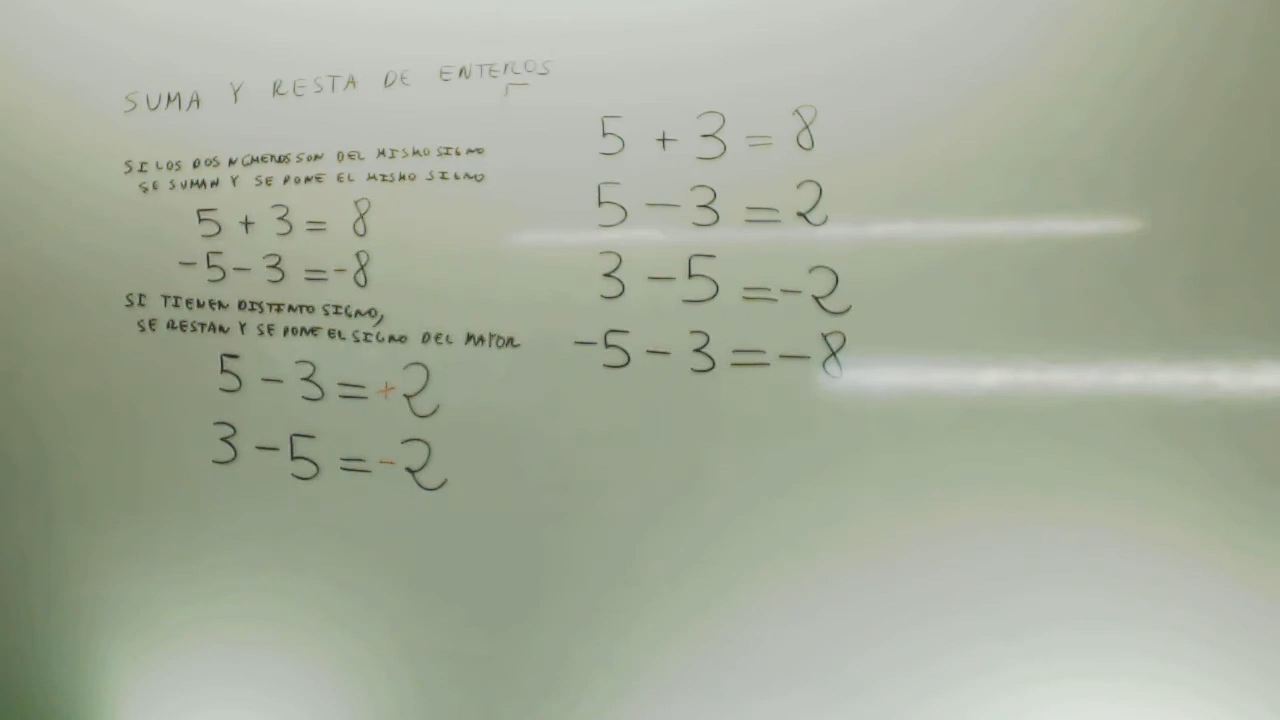 SUMA Y RESTA DE ENTEROS
SI LOS DOS NUMEROS SON DEL MISMO SIGNO
SE SUMAN Y SE PONE EL MISMO SIGNO
5 + 3 = 8
-5 - 3 = -8
SI TIENEN DISTINTO SIGNO,
SE RESTAN Y SE PONE EL SIGNO DEL MAYOR
5 - 3 = +2
3 - 5 = -2
5 + 3 = 8
5 - 3 = 2
3 - 5 = -2
-5 - 3 = -8